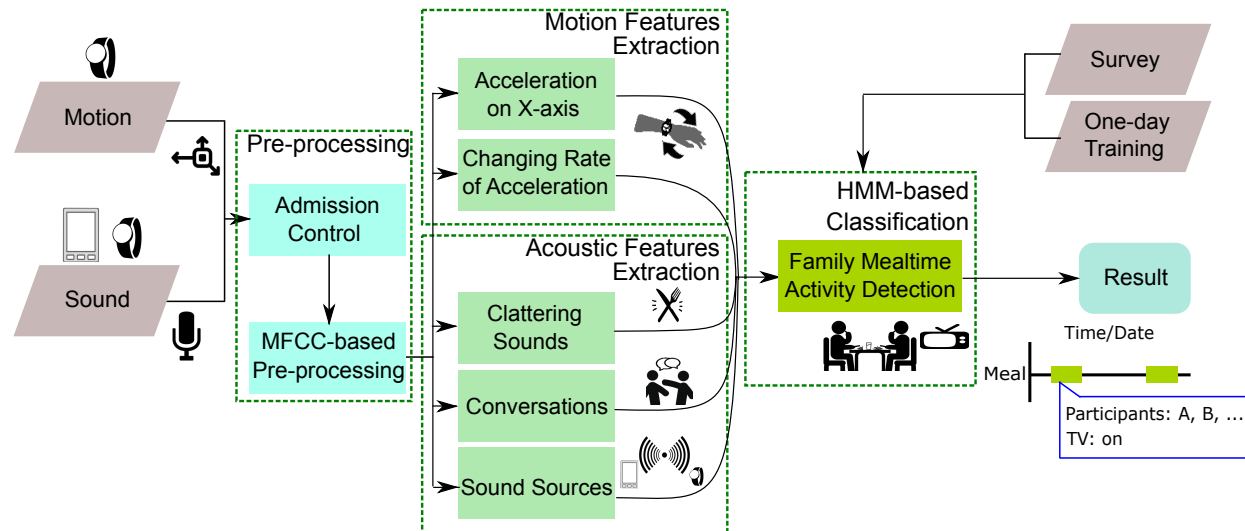 Motion
Sound
Pre-processing
Admission
Control
MFCC-based
Pre-processing
Motion Features
Extraction
Acceleration
on X-axis
Changing Rate
of Acceleration
Acoustic Features
Extraction
Clattering
Sounds
Conversations
Sound Sources
Survey
One-day
Training
HMM-based
Classification
Family Mealtime
Activity Detection
Result
Time/Date
Meal
Participants: A, B, ...
TV: on